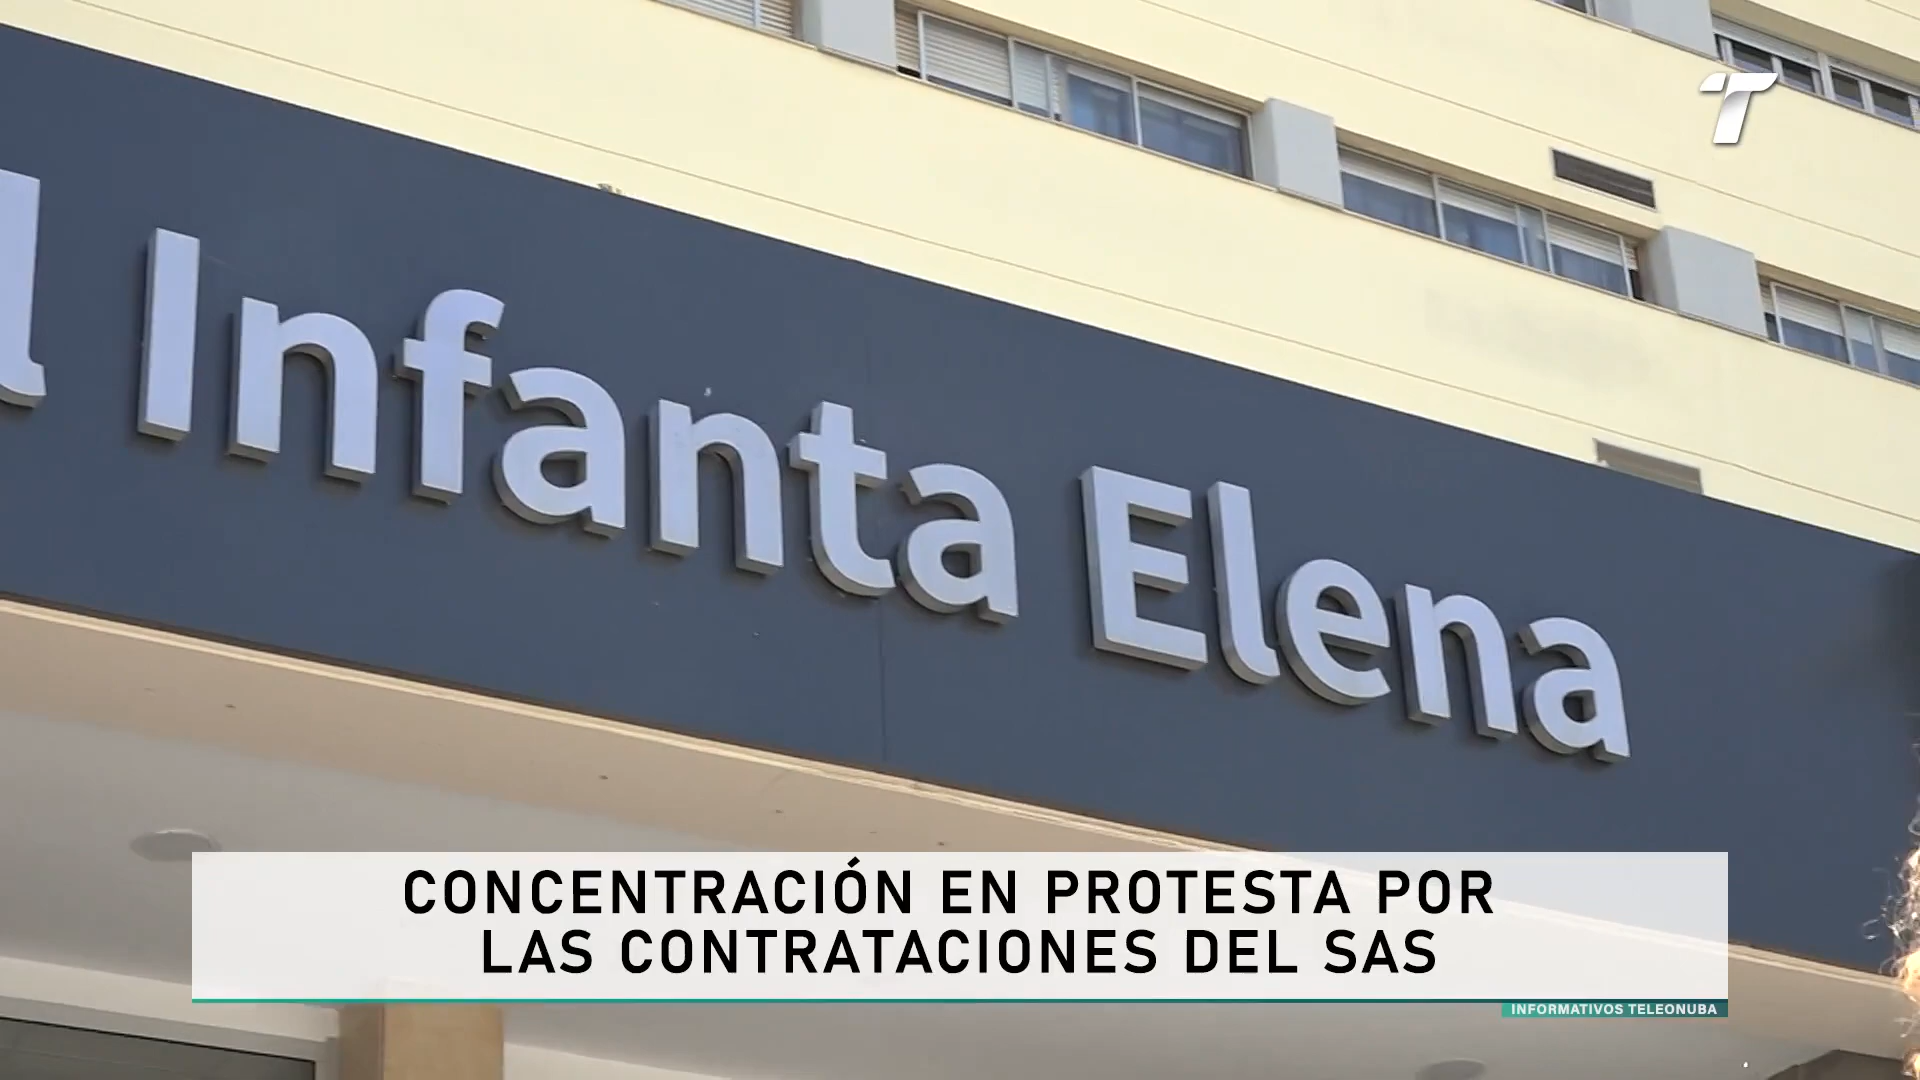 l Infanta Elena
CONCENTRACIÓN EN PROTESTA POR
LAS CONTRATACIONES DEL SAS
INFORMATIVOS TELEONUBA